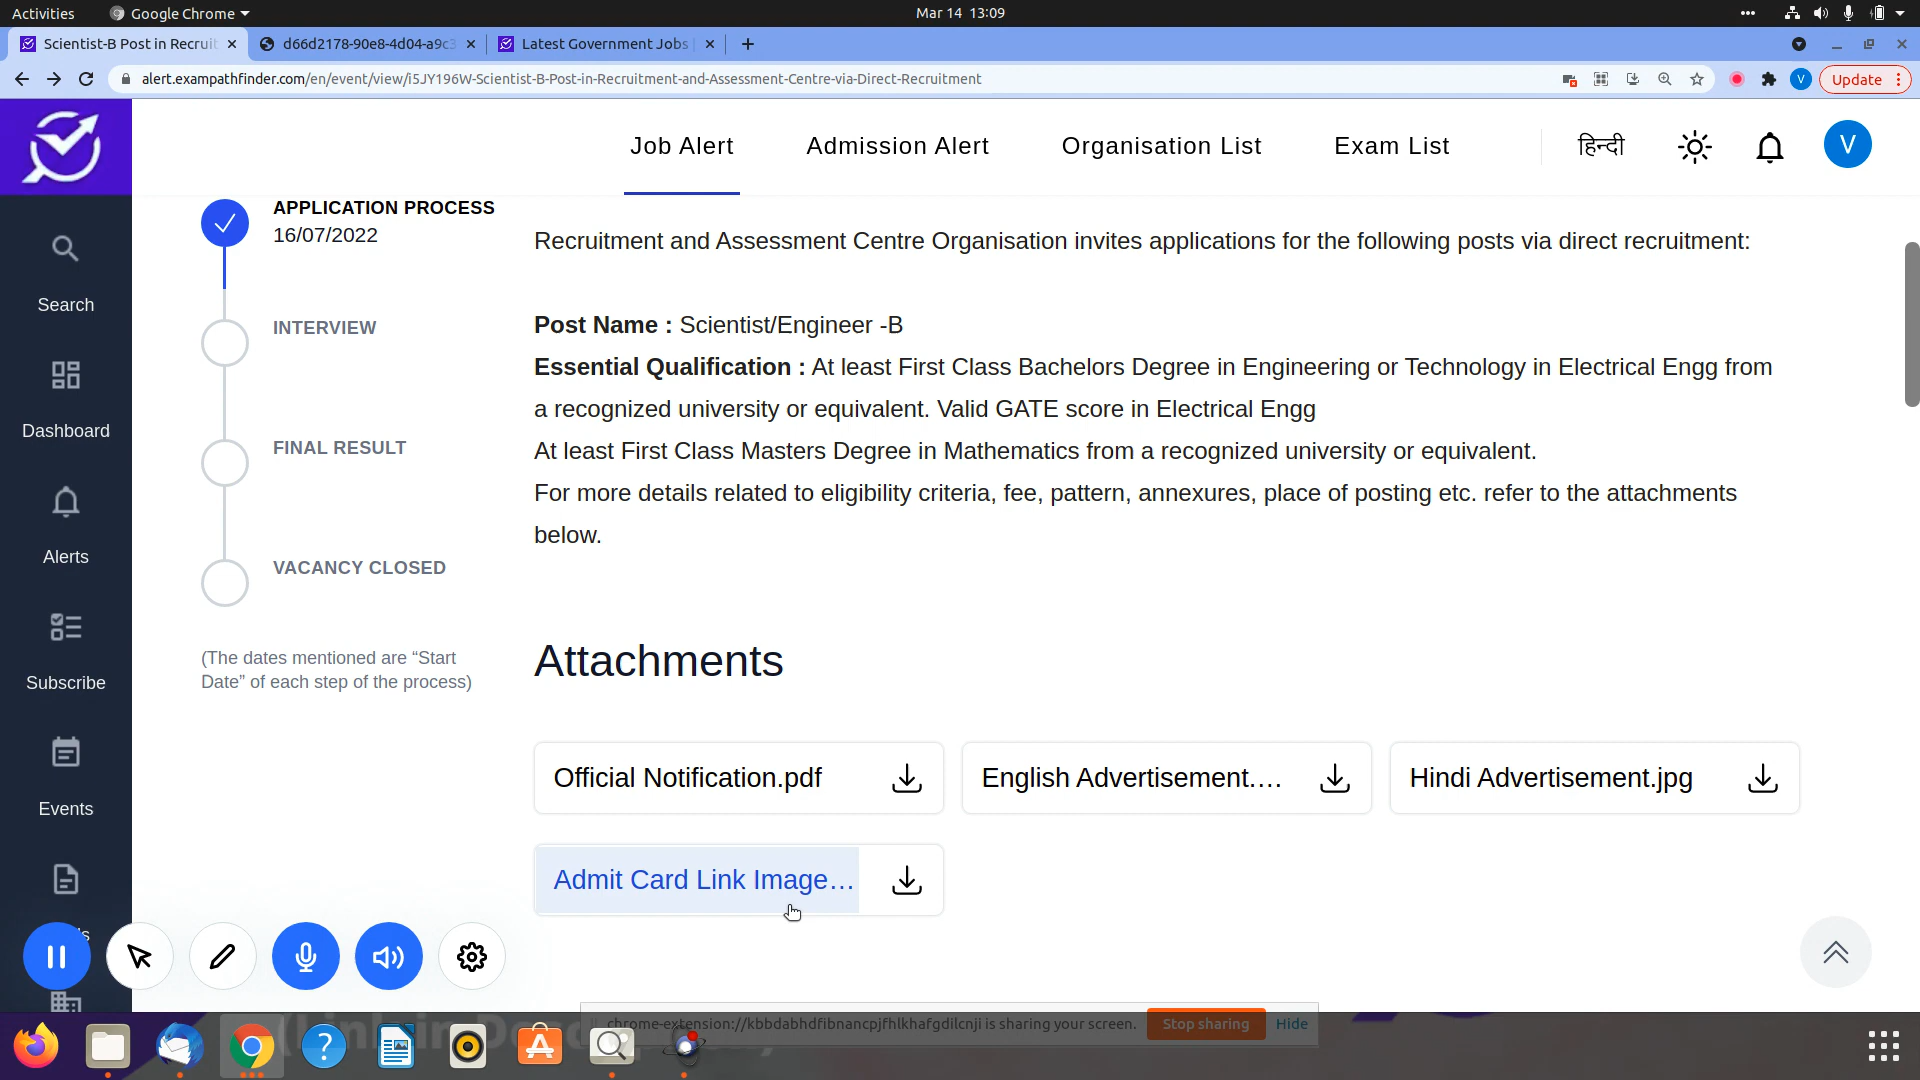 Activities
Google Chrome
Mar 14 13:09
Scientist-B Post in Recruit
d66d2178-90e8-4d04-a9c3
Latest Government Jobs
alert.exampathfinder.com/en/event/view/i5JY196W-Scientist-B-Post-in-Recruitment-and-Assessment-Centre-via-Direct-Recruitment
V
Update
Job Alert
Admission Alert
Organisation List
Exam List
हिन्दी
V
Search
Dashboard
Alerts
Subscribe
Events
APPLICATION PROCESS
16/07/2022
INTERVIEW
FINAL RESULT
VACANCY CLOSED
(The dates mentioned are “Start
Date” of each step of the process)
Recruitment and Assessment Centre Organisation invites applications for the following posts via direct recruitment:
Post Name : Scientist/Engineer -B
Essential Qualification : At least First Class Bachelors Degree in Engineering or Technology in Electrical Engg from
a recognized university or equivalent. Valid GATE score in Electrical Engg
At least First Class Masters Degree in Mathematics from a recognized university or equivalent.
For more details related to eligibility criteria, fee, pattern, annexures, place of posting etc. refer to the attachments
below.
Attachments
Official Notification.pdf
English Advertisement....
Hindi Advertisement.jpg
Admit Card Link Image...
chrome-extension://kbbdabhdfibnancpjfhlkhafgdilcnji is sharing your screen.
Stop sharing
Hide